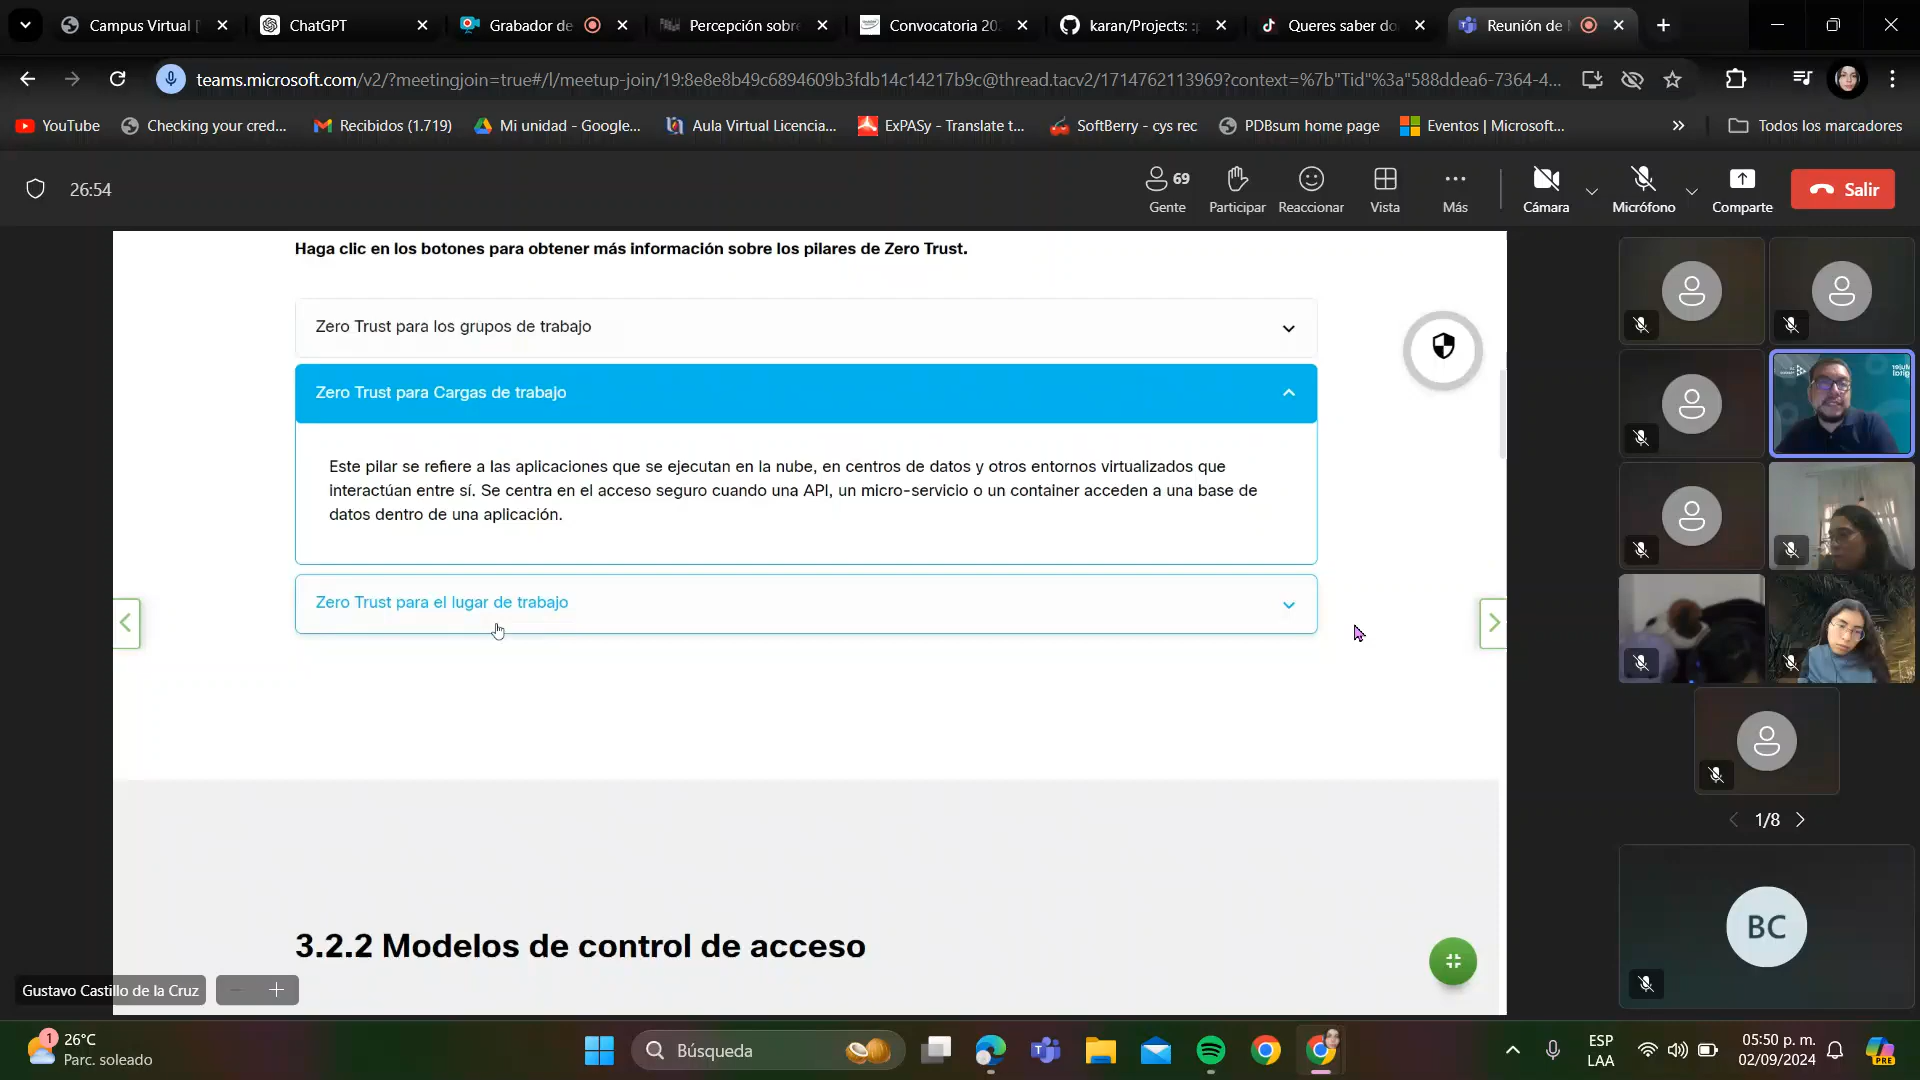 Campus Virtual [
ChatGPT
Grabador de
Percepción sobre
Convocatoria 20
karan/Projects: :p
Queres saber do
Reunión de
teams.microsoft.com/v2/?meetingjoin=true#/l/meetup-join/19:8e8e8b49c6894609b3fdb14c14217b9c@thread.tacv2/1714762113969?context=%7b"Tid"%3a"588ddea6-7364-4...
YouTube
Checking your cred...
Recibidos (1.719)
Mi unidad - Google...
Aula Virtual Licencia...
ExPASy - Translate t...
SoftBerry - cys rec
PDBsum home page
Eventos | Microsoft...
»
Todos los marcadores
26:54
69
Gente
Participar
Reaccionar
Vista
Más
Cámara
Micrófono
Comparte
Salir
Haga clic en los botones para obtener más información sobre los pilares de Zero Trust.
Zero Trust para los grupos de trabajo
Zero Trust para Cargas de trabajo
Este pilar se refiere a las aplicaciones que se ejecutan en la nube, en centros de datos y otros entornos virtualizados que
interactúan entre sí. Se centra en el acceso seguro cuando una API, un micro-servicio o un container acceden a una base de
datos dentro de una aplicación.
Zero Trust para el lugar de trabajo
3.2.2 Modelos de control de acceso
Gustavo Castillo de la Cruz
1/8
BC
1
26°C
Parc. soleado
Búsqueda
ESP
LAA
05:50 p. m.
02/09/2024
PRE